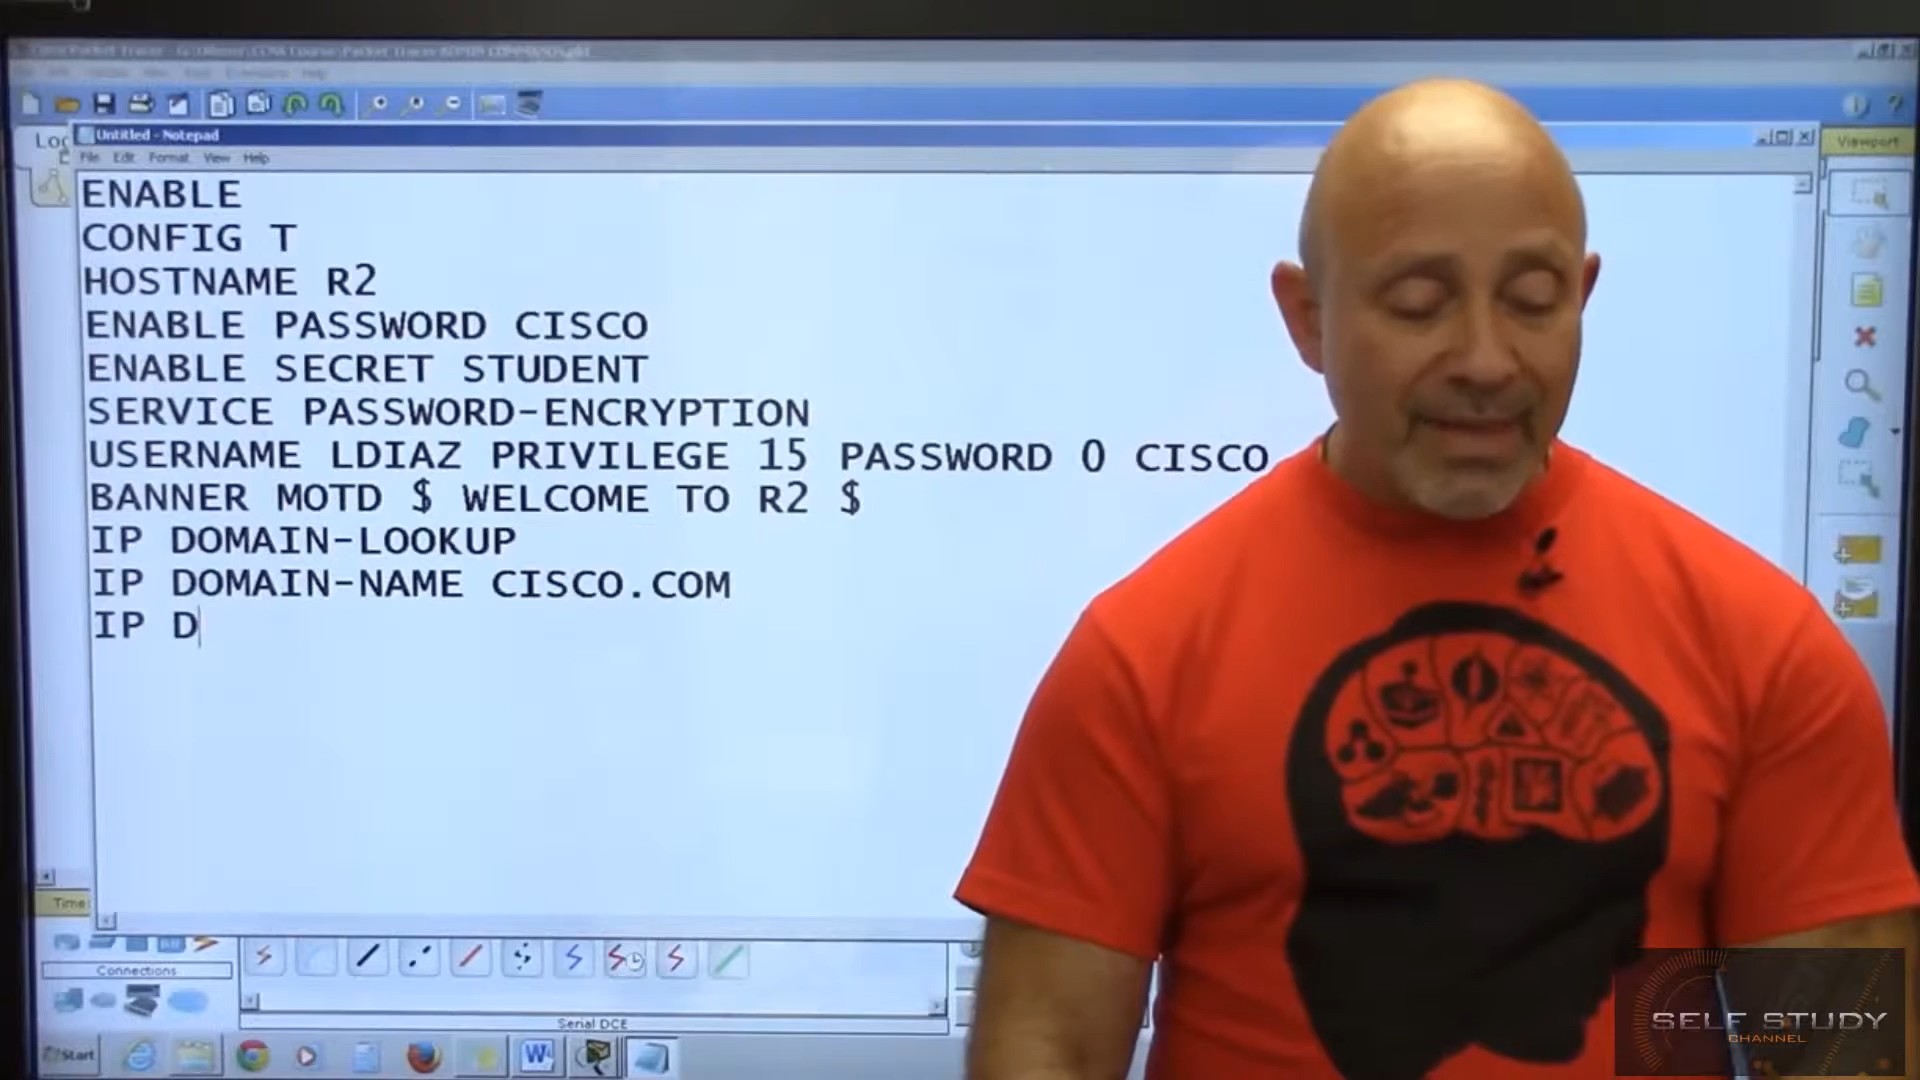 Untitled - Notepad
File Edit Format View Help
Viewport
ENABLE
CONFIG T
HOSTNAME R2
ENABLE PASSWORD CISCO
ENABLE SECRET STUDENT
SERVICE PASSWORD-ENCRYPTION
USERNAME LDIAZ PRIVILEGE 15 PASSWORD 0 CISCO
BANNER MOTD $ WELCOME TO R2 $
IP DOMAIN-LOOKUP
IP DOMAIN-NAME CISCO.COM
IP D
Time
Connections
Serial DCE
Start
SELF STUDY
CHANNEL